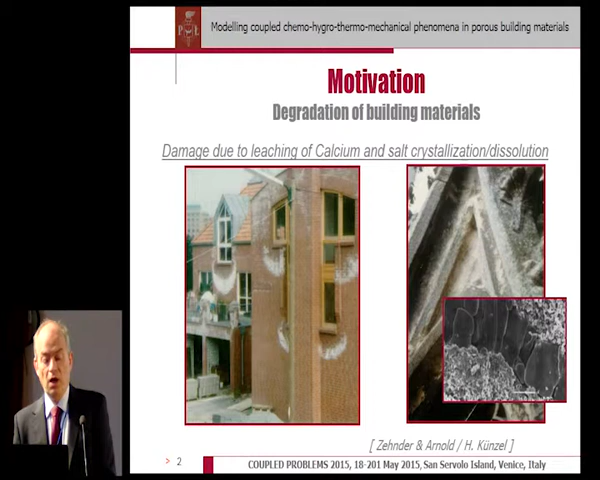 P Ł
Modelling coupled chemo-hygro-thermo-mechanical phenomena in porous building materials
Motivation
Degradation of building materials
Damage due to leaching of Calcium and salt crystallization/dissolution
[ Zehnder & Arnold / H. Künzel ]
> 2
COUPLED PROBLEMS 2015, 18-201 May 2015, San Servolo Island, Venice, Italy